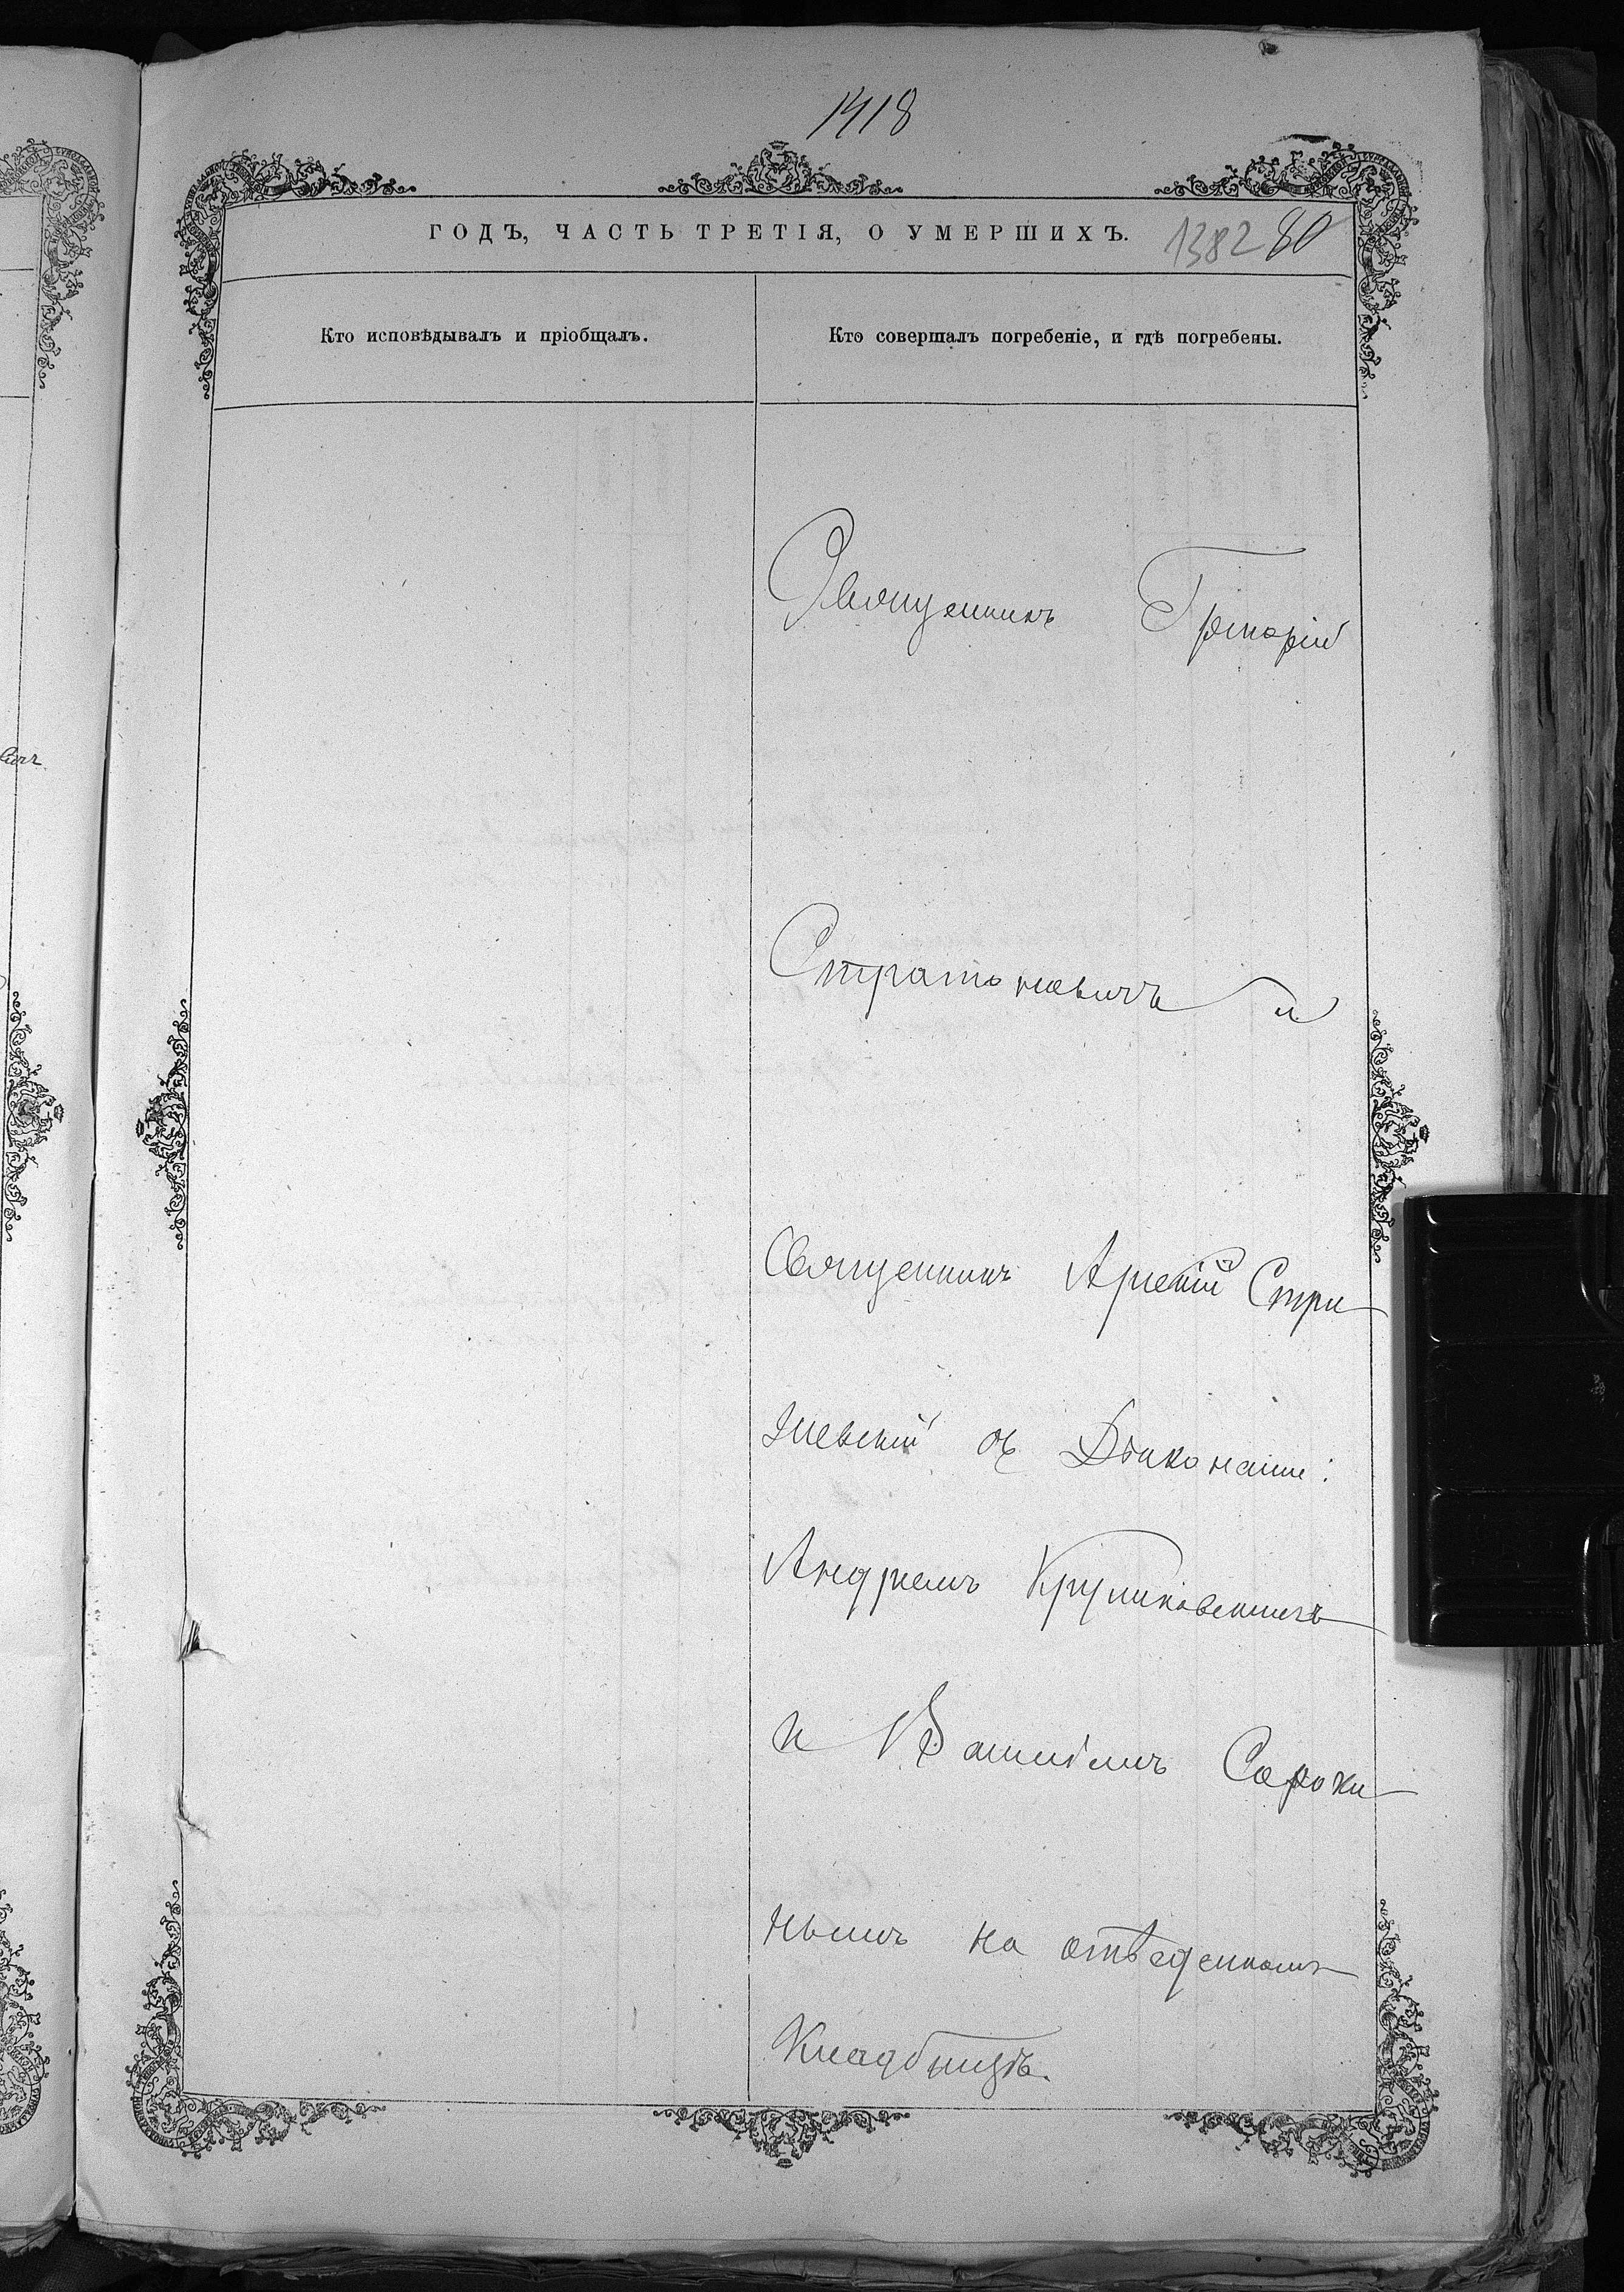 1418
ГОДЪ, ЧАСТЬ ТРЕТІЯ, О УМЕРШИХЪ. 1382 80
Кто исповѣдывалъ и пріобщалъ.
Кто совершалъ погребеніе, и гдѣ погребены.
Священникъ Григорій
Стратоновичъ и
Священникъ Арсеній Стри
жевскій съ Діаконами:
Андреемъ Крупиковскимъ
и Василіемъ Сороки
нымъ на отведенномъ
Кладбищѣ.